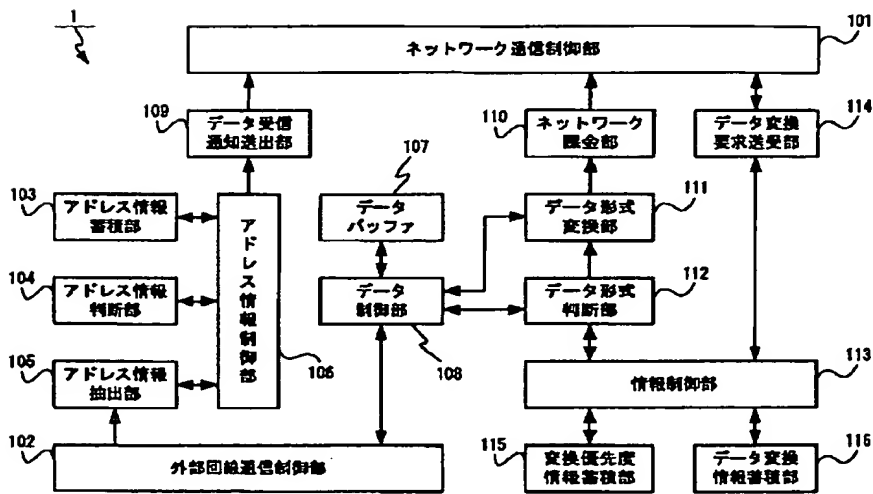 1
101
ネットワーク通信制御部
109
データ受信
通知送出部
110
ネットワーク
課金部
114
データ変換
要求送受部
103
アドレス情報
蓄積部
107
データ
バッファ
111
データ形式
変換部
104
アドレス情報
判断部
アドレス情報制御部
106
データ
制御部
108
112
データ形式
判断部
105
アドレス情報
抽出部
情報制御部
113
102
外部回線通信制御部
115
変換優先度
情報蓄積部
データ変換
情報蓄積部
116